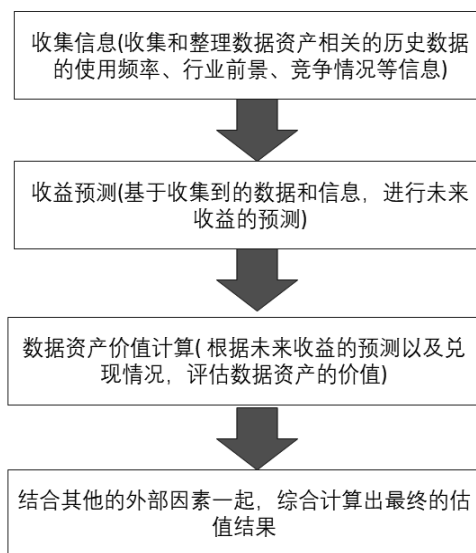 收集信息(收集和整理数据资产相关的历史数据
的使用频率、行业前景、竞争情况等信息)
收益预测(基于收集到的数据和信息，进行未来
收益的预测)
数据资产价值计算( 根据未来收益的预测以及兑
现情况，评估数据资产的价值)
结合其他的外部因素一起，综合计算出最终的估
值结果